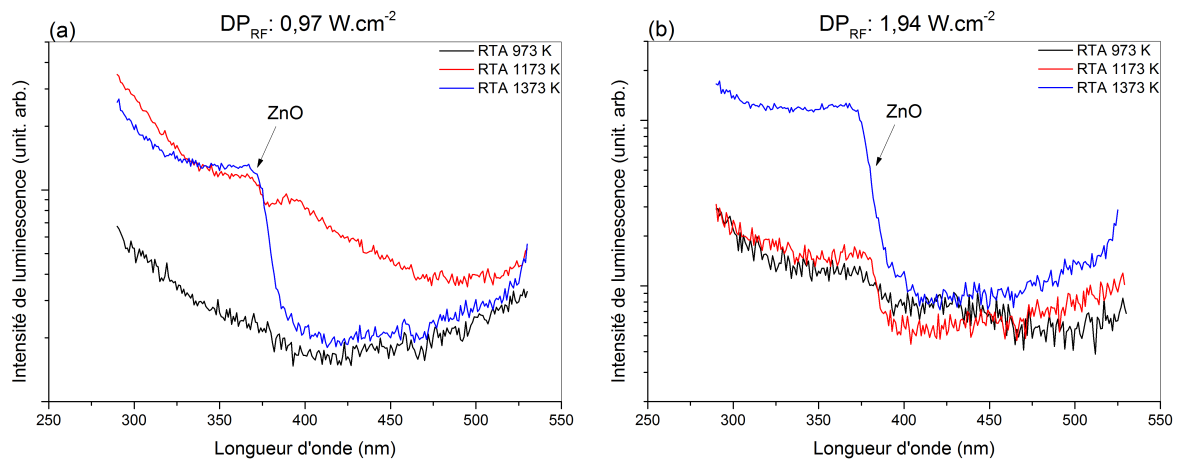 (a)
DP_RF: 0,97 W.cm⁻²
RTA 973 K
RTA 1173 K
RTA 1373 K
ZnO
Intensité de luminescence (unit. arb.)
250 300 350 400 450 500 550
Longueur d'onde (nm)
(b)
DP_RF: 1,94 W.cm⁻²
RTA 973 K
RTA 1173 K
RTA 1373 K
ZnO
Intensité de luminescence (unit. arb.)
250 300 350 400 450 500 550
Longueur d'onde (nm)